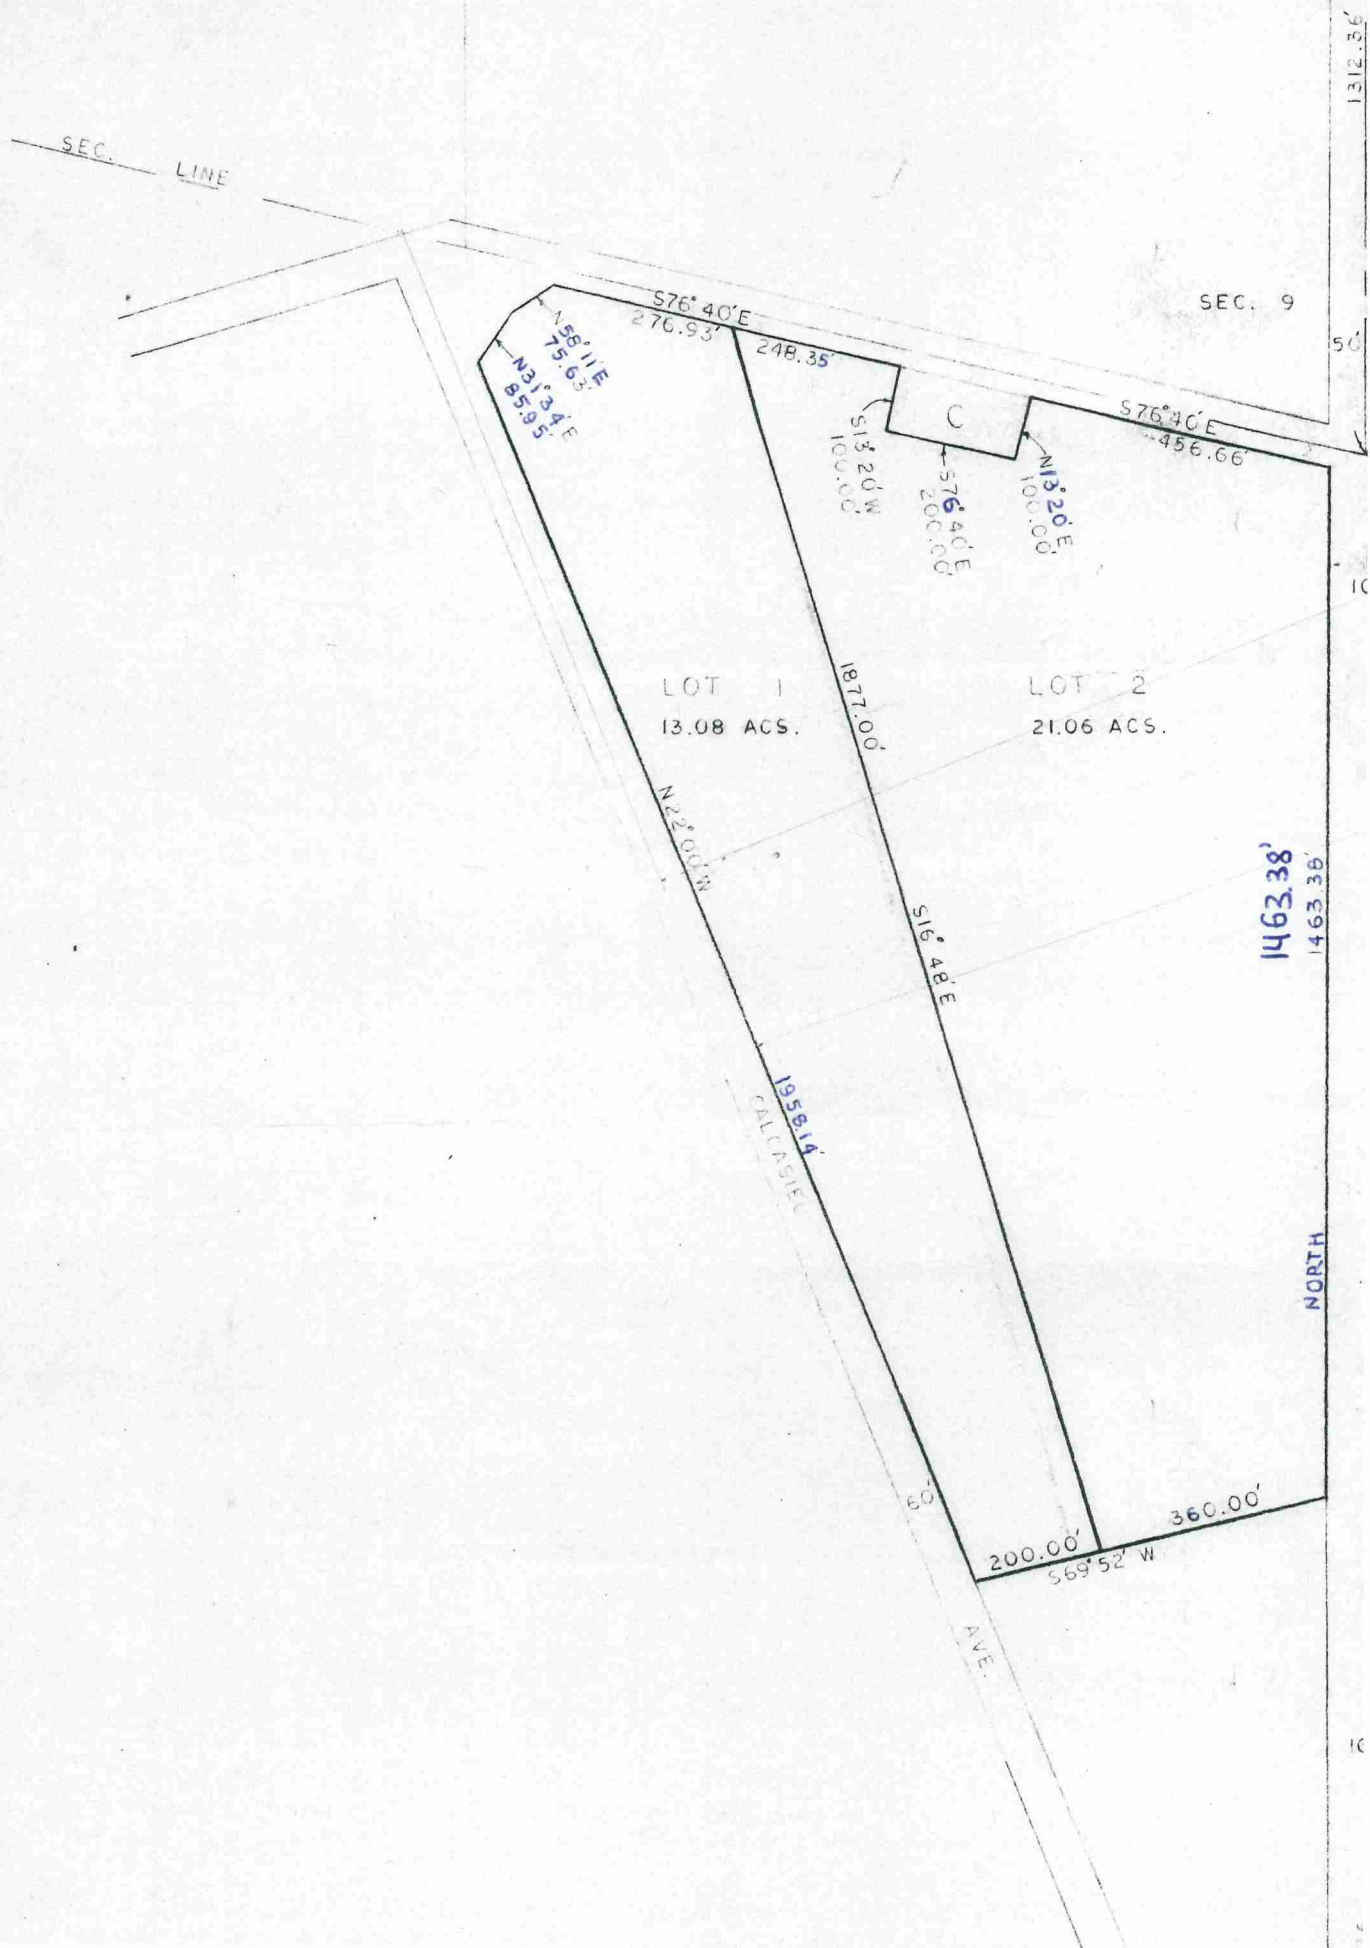 1312.36'
SEC. LINE
SEC. 9
50'
S76°40'E
276.93'
N58°11'E
75.63'
N31°34'E
85.95'
248.35'
S13°20'W
100.00'
C
S76°40'E
200.00'
N13°20'E
100.00'
S76°40'E
456.66'
LOT 1
13.08 ACS.
1877.00'
LOT 2
21.06 ACS.
N22°00'W
S16°48'E
1463.38'
1463.38'
1958.14'
CALCASIEU
NORTH
60'
200.00'
360.00'
S69°52' W
AVE.